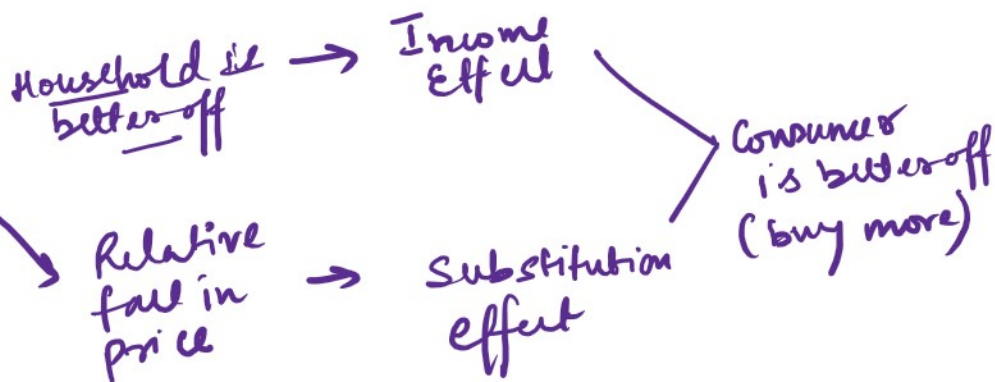 Household is
better off
Income
Effect
Relative
fall in
price
Substitution
effect
Consumer
is better off
(buy more)